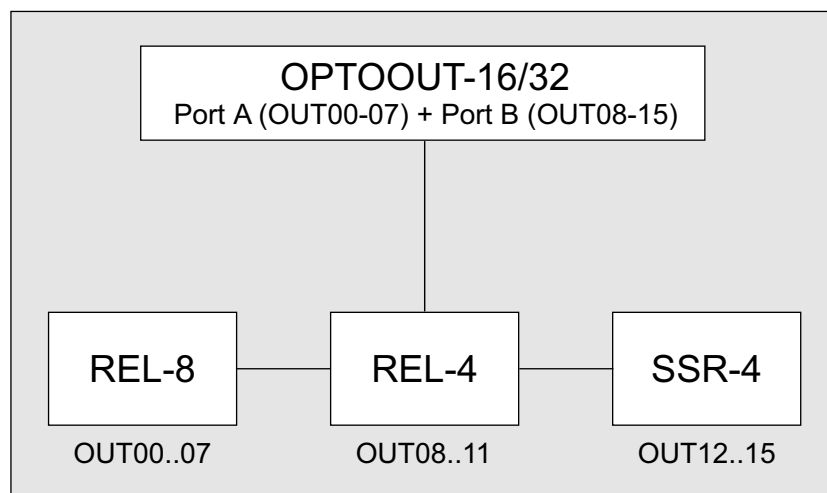 OPTOOUT-16/32
Port A (OUT00-07) + Port B (OUT08-15)
REL-8
REL-4
SSR-4
OUT00..07
OUT08..11
OUT12..15